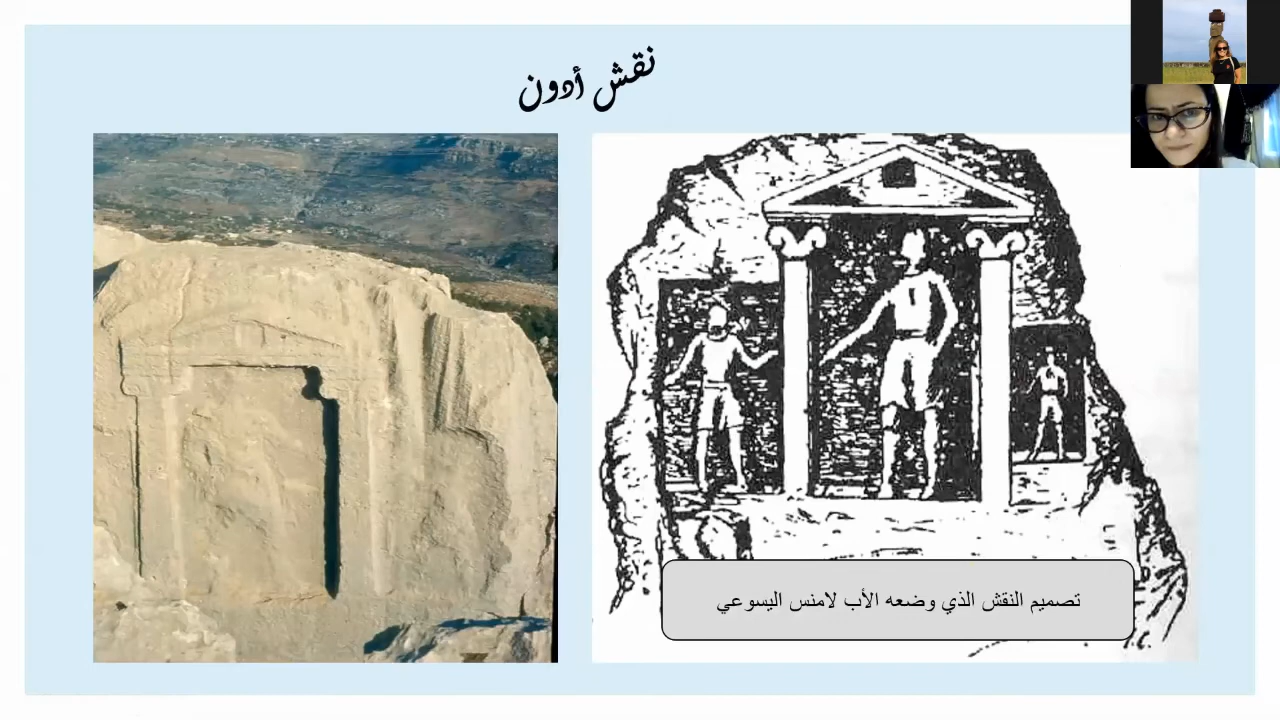 نقش أدون
تصميم النقش الذي وضعه الأب لامنس اليسوعي